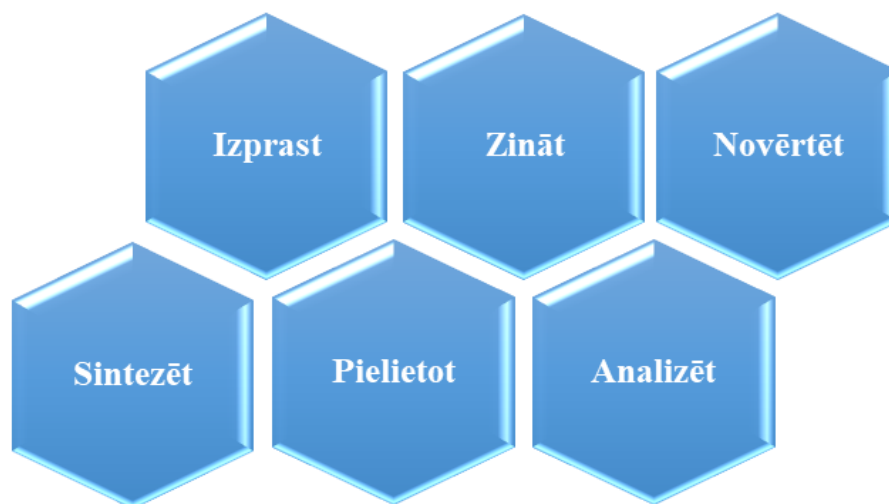 Izprast
Zināt
Novērtēt
Sintezēt
Pielietot
Analizēt